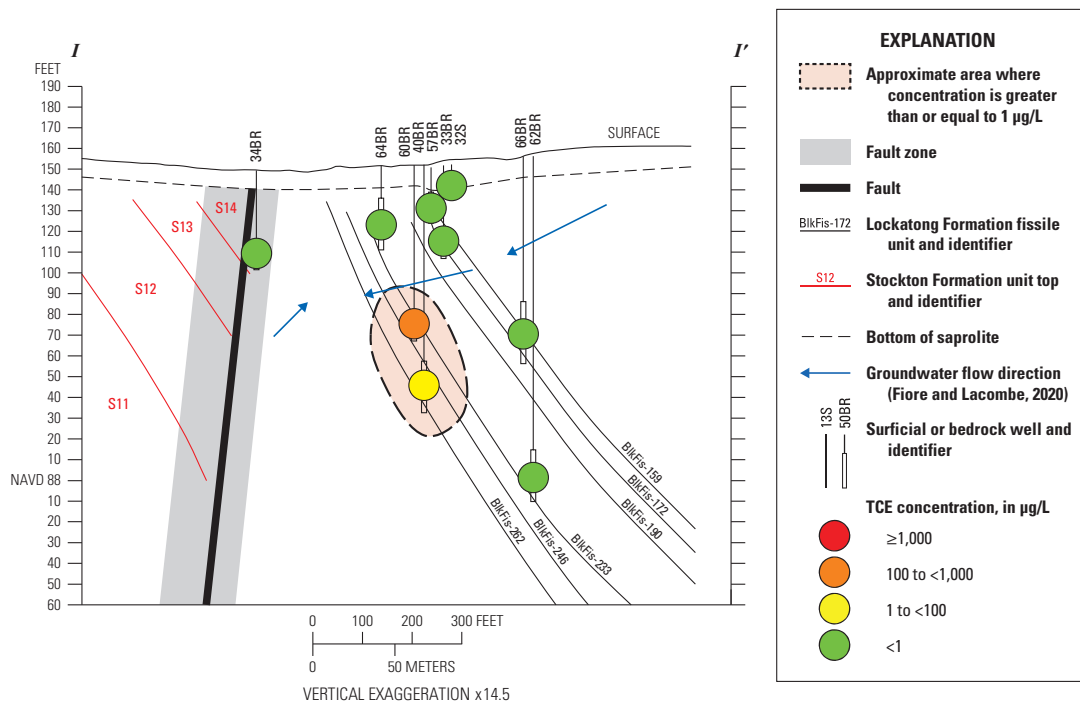 I
I′
FEET
190
180
170
160
150
140
130
120
110
100
90
80
70
60
50
40
30
20
10
NAVD 88
10
20
30
40
50
60
34BR
64BR
60BR
40BR
57BR
33BR
32S
66BR
62BR
SURFACE
S14
S13
S12
S11
BlkFis-159
BlkFis-172
BlkFis-190
BlkFis-233
BlkFis-246
BlkFis-262
0 100 200 300 FEET
0 50 METERS
VERTICAL EXAGGERATION x14.5
EXPLANATION
Approximate area where
concentration is greater
than or equal to 1 µg/L
Fault zone
Fault
BlkFis-172
Lockatong Formation fissile
unit and identifier
S12
Stockton Formation unit top
and identifier
Bottom of saprolite
Groundwater flow direction
(Fiore and Lacombe, 2020)
13S
50BR
Surficial or bedrock well and
identifier
TCE concentration, in µg/L
≥1,000
100 to <1,000
1 to <100
<1